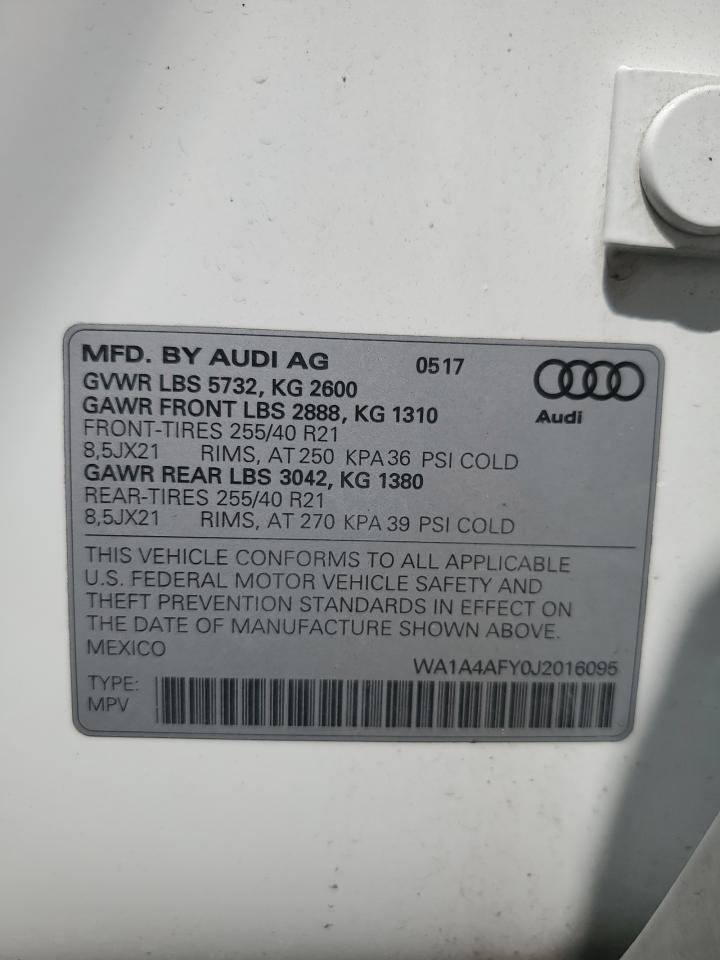 MFD. BY AUDI AG 0517
GVWR LBS 5732, KG 2600
GAWR FRONT LBS 2888, KG 1310
Audi
FRONT-TIRES 255/40 R21
8,5JX21 RIMS, AT 250 KPA 36 PSI COLD
GAWR REAR LBS 3042, KG 1380
REAR-TIRES 255/40 R21
8,5JX21 RIMS, AT 270 KPA 39 PSI COLD
THIS VEHICLE CONFORMS TO ALL APPLICABLE
U.S. FEDERAL MOTOR VEHICLE SAFETY AND
THEFT PREVENTION STANDARDS IN EFFECT ON
THE DATE OF MANUFACTURE SHOWN ABOVE.
MEXICO
WA1A4AFY0J2016095
TYPE:
MPV